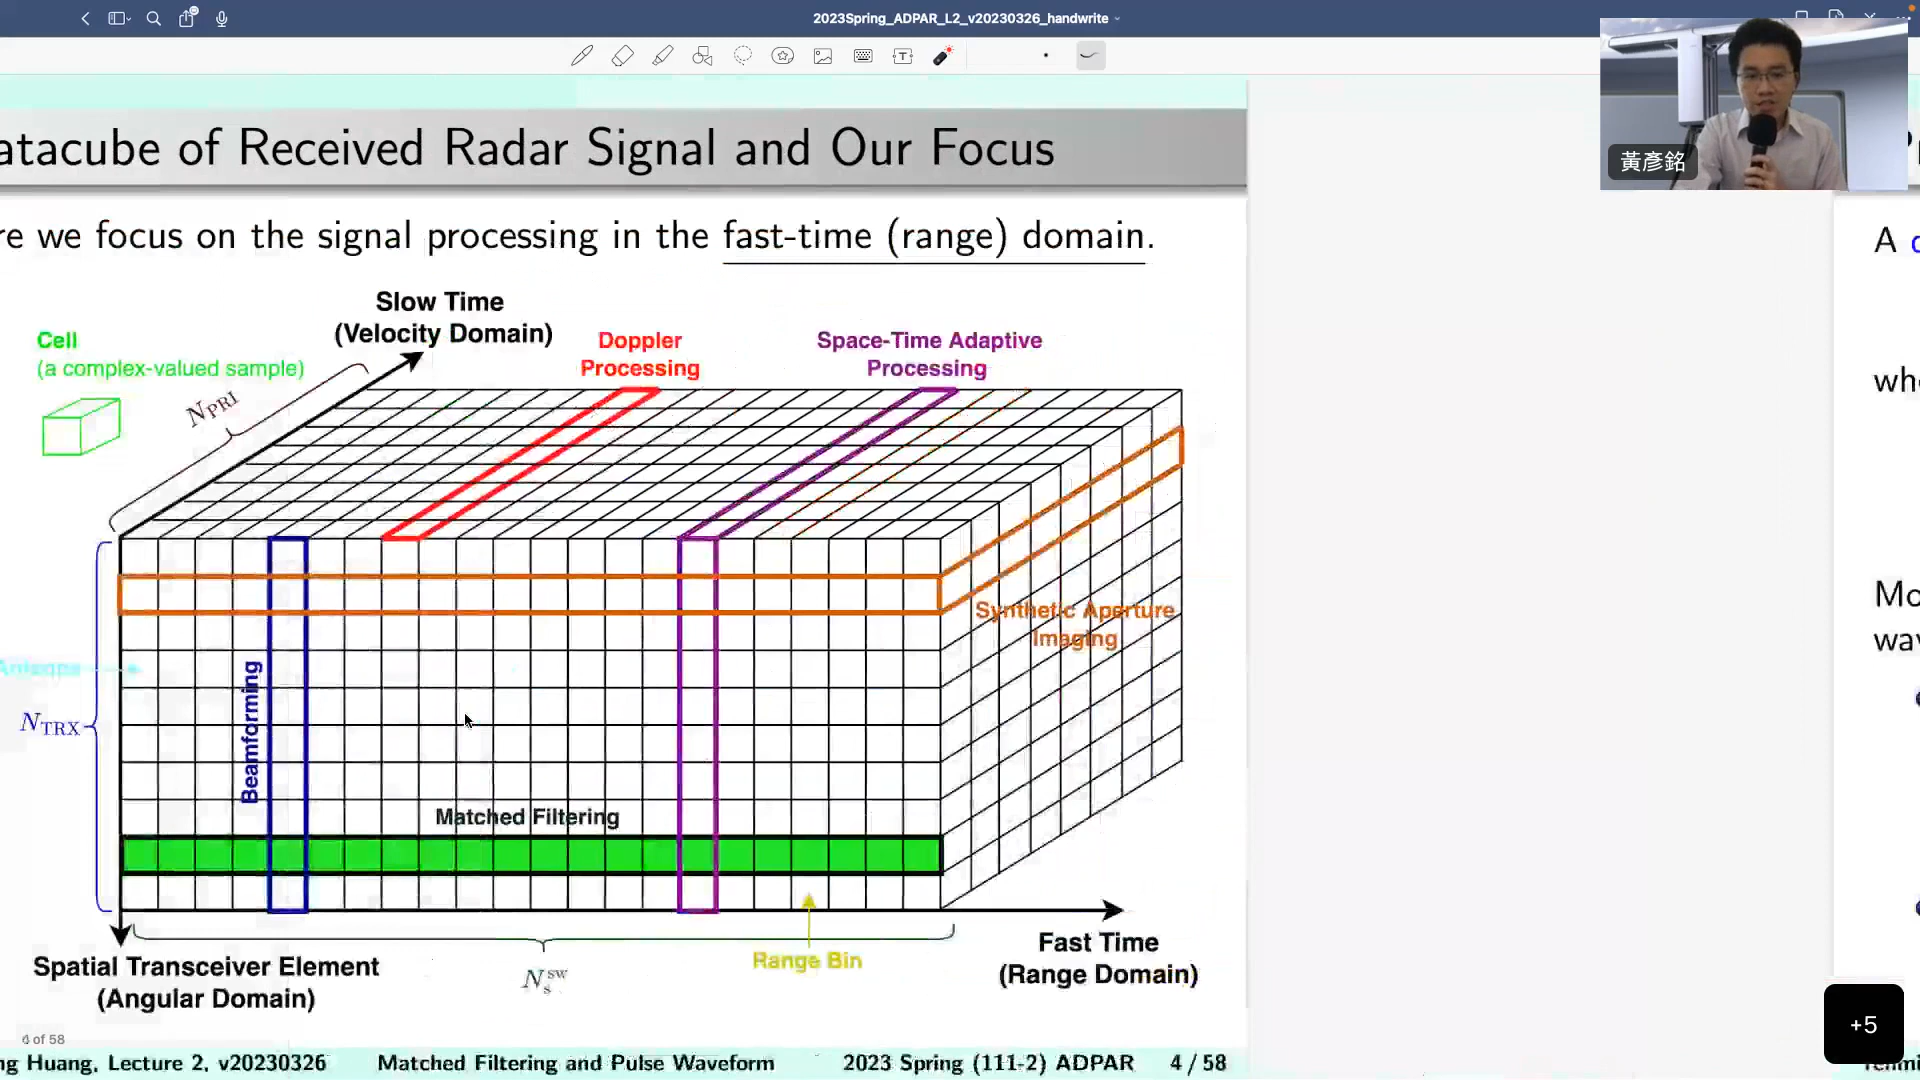 2023Spring_ADPAR_L2_v20230326_handwrite
黃彥銘
atacube of Received Radar Signal and Our Focus
re we focus on the signal processing in the fast-time (range) domain.
A
Slow Time
(Velocity Domain)
Cell
(a complex-valued sample)
Doppler
Processing
Space-Time Adaptive
Processing
N_PRI
Synthetic Aperture
Imaging
Antenna
N_TRX
Beamforming
Matched Filtering
Range Bin
Fast Time
(Range Domain)
Spatial Transceiver Element
(Angular Domain)
N_s^sw
+5
4 of 58
ng Huang, Lecture 2, v20230326 Matched Filtering and Pulse Waveform 2023 Spring (111-2) ADPAR 4 / 58